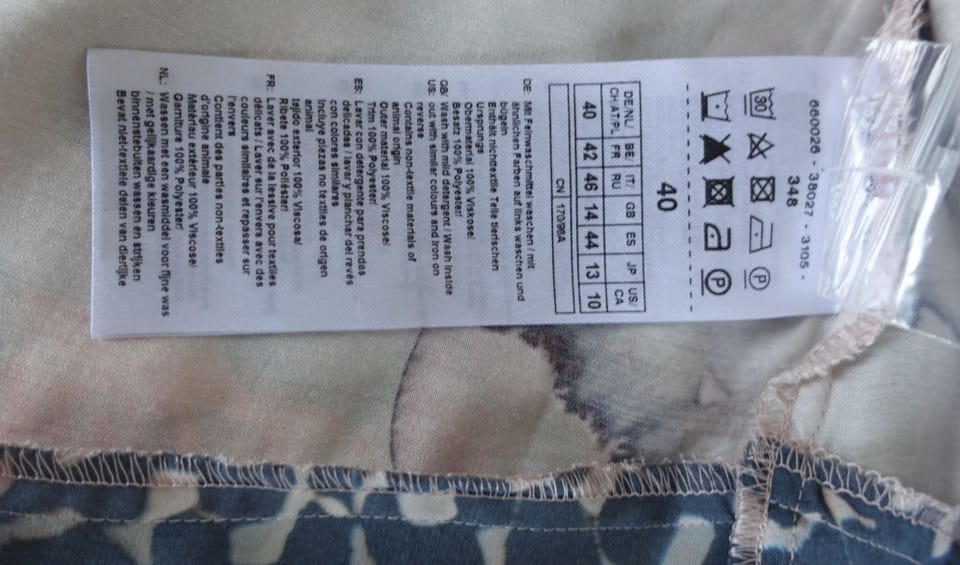 660026 - 38027 - 3105 -
348
30 P
P
40
DE/NL/ CH.AT/PL BE/ FR IT/ RU GB ES JP US/ CA
40 42 46 14 44 13 10
CN 170/96A
DE: Mit Feinwaschmittel waschen / mit
ähnlichen Farben auf links waschen und
bügeln
Enthält nichttextile Teile tierischen
Ursprungs
Obermaterial 100% Viskose/
Besatz 100% Polyester/
GB/ Wash with mild detergent / Wash inside
US: out with similar colours and iron on
revers
Contains non-textile materials of
animal origin
Outer material 100% Viscose/
Trim 100% Polyester/
ES: Lavar con detergente para prendas
delicadas / lavar y planchar del revés
con colores similares
Incluye piezas no textiles de origen
animal
tejido exterior 100% Viscosa/
Ribete 100% Poliéster/
FR: Laver avec de la lessive pour textiles
délicats / Laver sur l'envers avec des
couleurs similaires et repasser sur
l'envers
Contient des parties non-textiles
d'origine animale
Matériau extérieur 100% Viscose/
Garniture 100% Polyester/
NL: Wassen met een wasmiddel voor fijne was
/ met gelijkaardige kleuren
binnenstebuiten wassen en strijken
Bevat niet-textiele delen van dierlijke